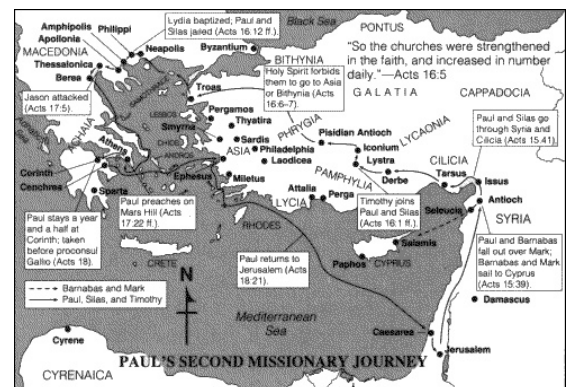 Lydia baptized; Paul and
Silas jailed (Acts 16.12 ff.).
Black Sea
PONTUS
Amphipolis
Philippi
Apollonia
Neapolis
Byzantium
MACEDONIA
Thessalonica
Berea
BITHYNIA
"So the churches were strengthened
in the faith, and increased in number
daily."—Acts 16:5
Holy Spirit forbids
them to go to Asia
or Bithynia (Acts
16:6–7).
GALATIA
CAPPADOCIA
Troas
Jason attacked
(Acts 17:5).
LESBOS
Pergamos
Thyatira
Smyrna
Sardis
PHRYGIA
Pisidian Antioch
LYCAONIA
Iconium
Paul and Silas go
through Syria and
Cilicia (Acts 15.41).
ACHAIA
Athens
ANDROS
ASIA
Philadelphia
Laodicea
Lystra
Derbe
CILICIA
Tarsus
Issus
Corinth
Cenchrea
Sparta
Ephesus
Miletus
PAMPHYLIA
Attalia
Perga
LYCIA
Antioch
Seleucia
SYRIA
Timothy joins
Paul and Silas
(Acts 16:1 ff.)
Paul preaches on
Mars Hill (Acts
17:22 ff.).
Paul stays a year
and a half at
Corinth; taken
before proconsul
Gallio (Acts 18).
RHODES
CRETE
Salamis
Paphos
CYPRUS
Paul returns to
Jerusalem (Acts
18:21).
Paul and Barnabas
fall out over Mark;
Barnabas and Mark
sail to Cyprus
(Acts 15:39).
N
Barnabas and Mark
Paul, Silas, and Timothy
Mediterranean
Sea
Damascus
Caesarea
Jerusalem
Cyrene
CYRENAICA
PAUL'S SECOND MISSIONARY JOURNEY